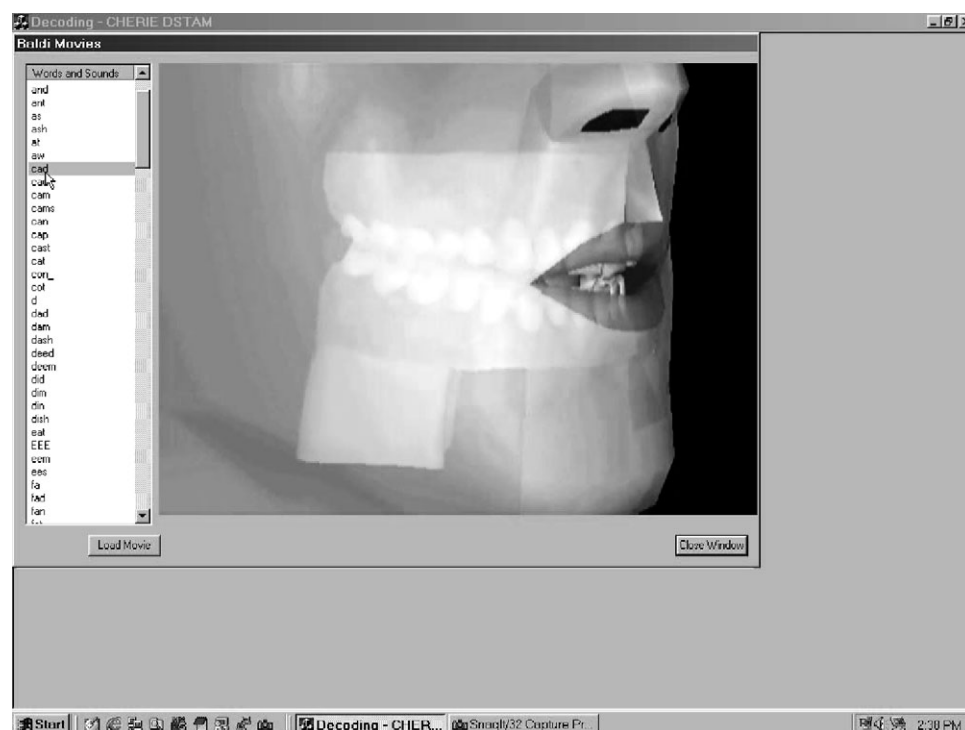 Decoding - CHERIE DSTAM
Baldi Movies
Words and Sounds
and
ant
as
ash
at
aw
cad
cam
cams
can
cap
cast
cat
con_
cot
d
dad
dam
dash
deed
deem
did
dim
din
dish
eat
EEE
eem
ees
fa
fad
fan
Load Movie
Close Window
Start
Decoding - CHER...
SnagIt/32 Capture Pr...
2:38 PM